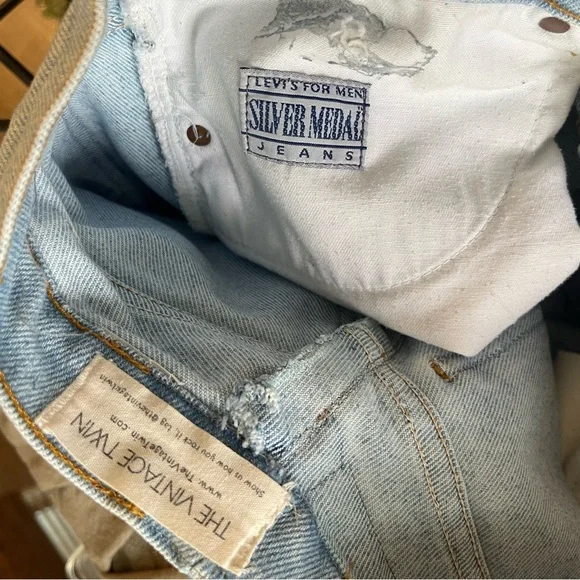 LEVI'S FOR MEN
SILVER MEDAL
JEANS
THE VINTAGE TWIN
www.TheVintageTwin.com
Show us how you rock it tag @thevintagetwin